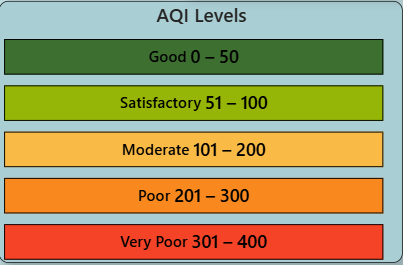 AQI Levels
Good 0 – 50
Satisfactory 51 – 100
Moderate 101 – 200
Poor 201 – 300
Very Poor 301 – 400